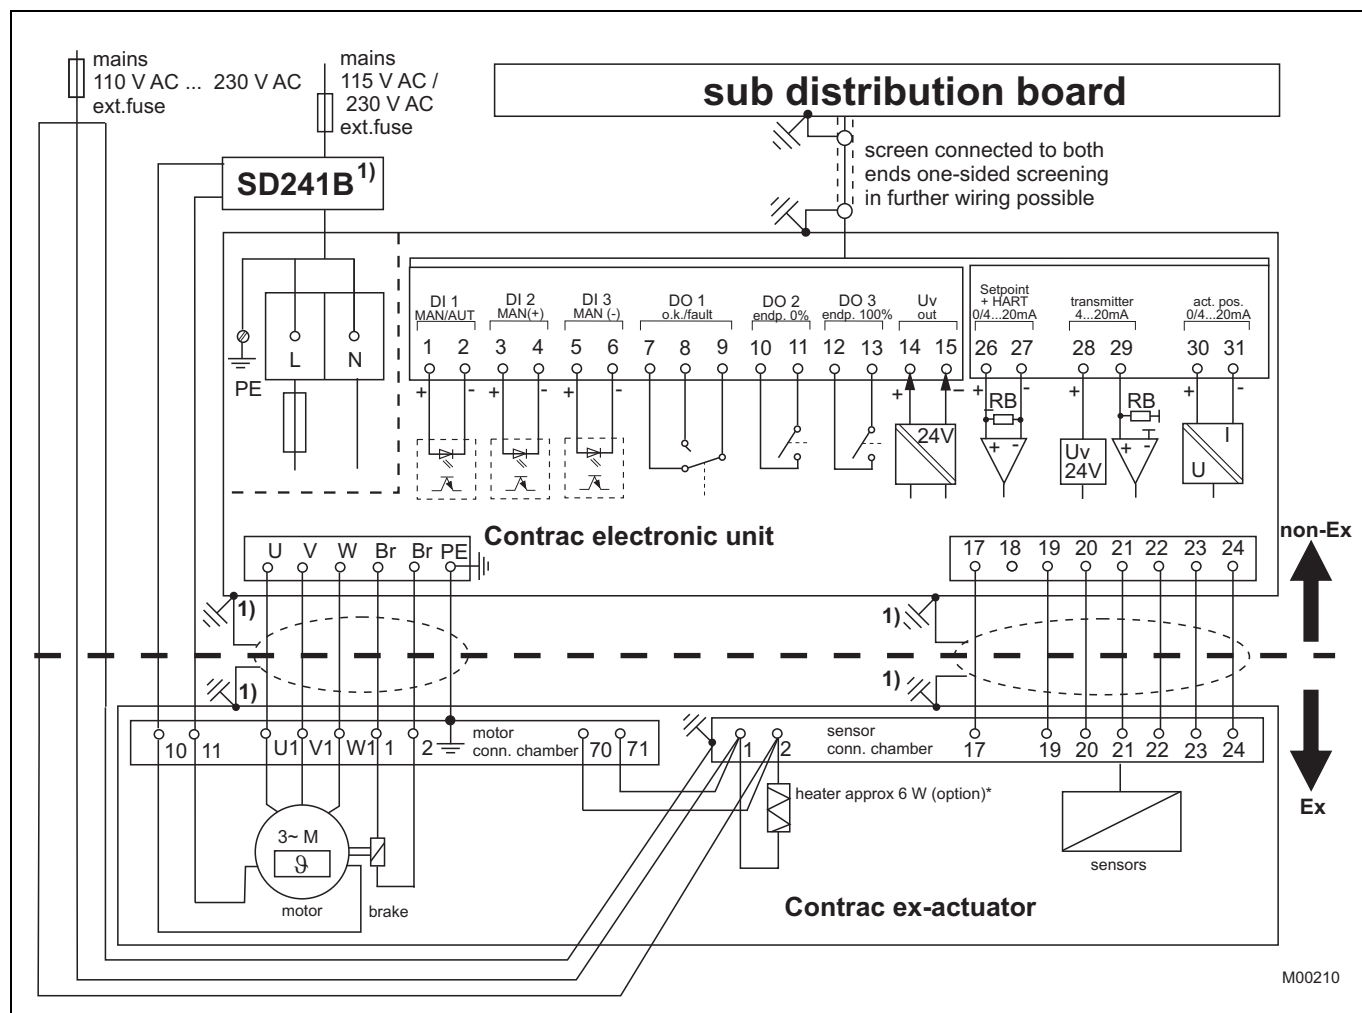 mains
110 V AC ... 230 V AC
ext.fuse
mains
115 V AC /
230 V AC
ext.fuse
sub distribution board
screen connected to both
ends one-sided screening
in further wiring possible
SD241B 1)
L N
PE
DI 1 DI 2 DI 3 DO 1 DO 2 DO 3 Uv
MAN/AUT MAN(+) MAN (-) o.k./fault endp. 0% endp. 100% out
1 2 3 4 5 6 7 8 9 10 11 12 13 14 15
+ - + - + - + -
24V
Setpoint
+ HART
0/4...20mA
transmitter
4...20mA
act. pos.
0/4...20mA
26 27 28 29 30 31
+ - + + -
RB RB
+ - + -
Uv
24V
I
U
Contrac electronic unit
non-Ex
U V W Br Br PE
17 18 19 20 21 22 23 24
1) 1)
1) 1)
10 11 U1 V1 W1 1 2
motor
conn. chamber
70 71
1 2
sensor
conn. chamber
17 19 20 21 22 23 24
heater approx 6 W (option)*
Ex
3~ M
ϑ
motor
brake
sensors
Contrac ex-actuator
M00210